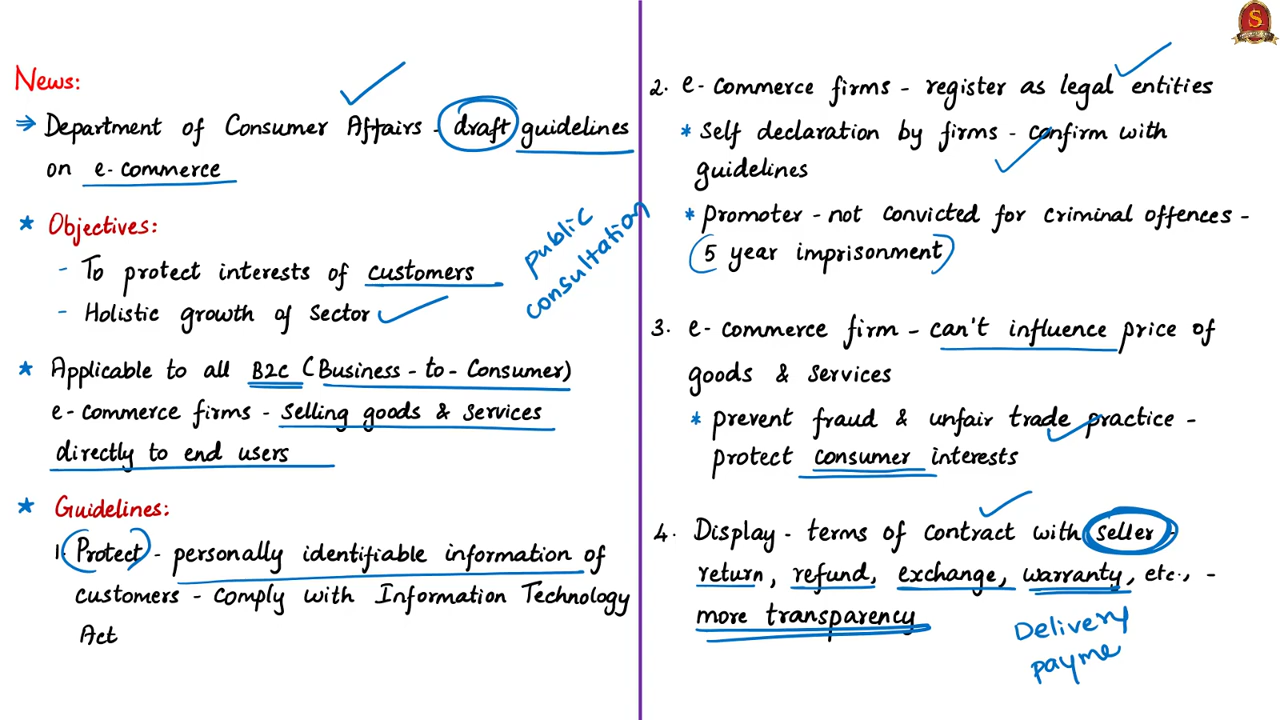 News:
⇒ Department of Consumer Affairs - draft guidelines
on e-commerce
* Objectives:
- To protect interests of customers
- Holistic growth of sector
public
consultation
* Applicable to all B2C (Business-to-Consumer)
e-commerce firms - selling goods & services
directly to end users
* Guidelines:
1. Protect - personally identifiable information of
customers - comply with Information Technology
Act
2. e-commerce firms - register as legal entities
* Self declaration by firms - confirm with
guidelines
* promoter - not convicted for criminal offences -
(5 year imprisonment)
3. e-commerce firm - can't influence price of
goods & services
* prevent fraud & unfair trade practice -
protect consumer interests
4. Display - terms of contract with seller -
return, refund, exchange, warranty, etc., -
more transparency
Delivery
payme